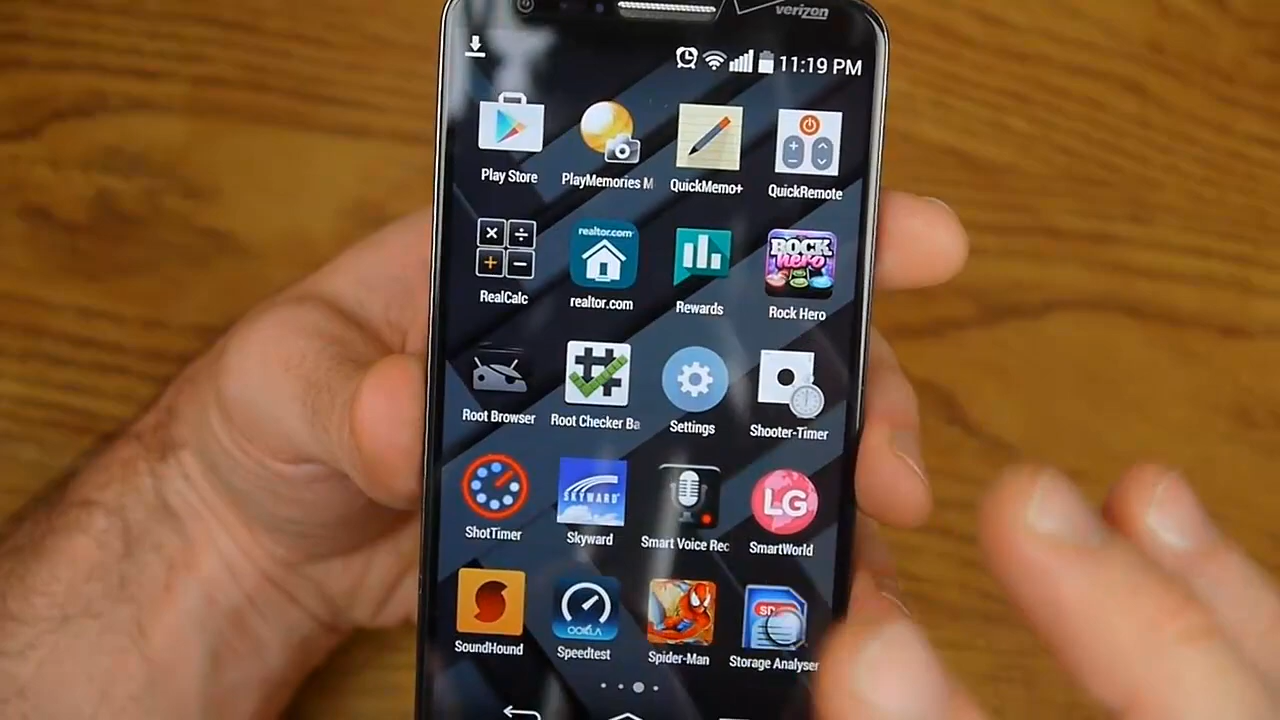 verizon
11:19 PM
Play Store
PlayMemories M
QuickMemo+
QuickRemote
RealCalc
realtor.com
realtor.com
Rewards
ROCK
hero
Rock Hero
Root Browser
Root Checker Ba
Settings
Shooter-Timer
ShotTimer
SKYWARD
Skyward
Smart Voice Rec
LG
SmartWorld
SoundHound
OOKLA
Speedtest
Spider-Man
SD
Storage Analyser